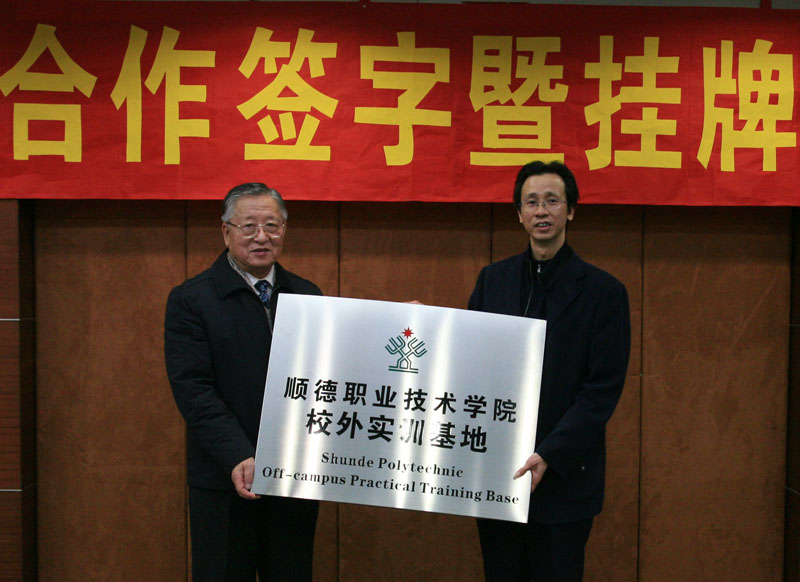 合作签字暨挂牌
顺德职业技术学院
校外实训基地
Shunde Polytechnic
Off-campus Practical Training Base